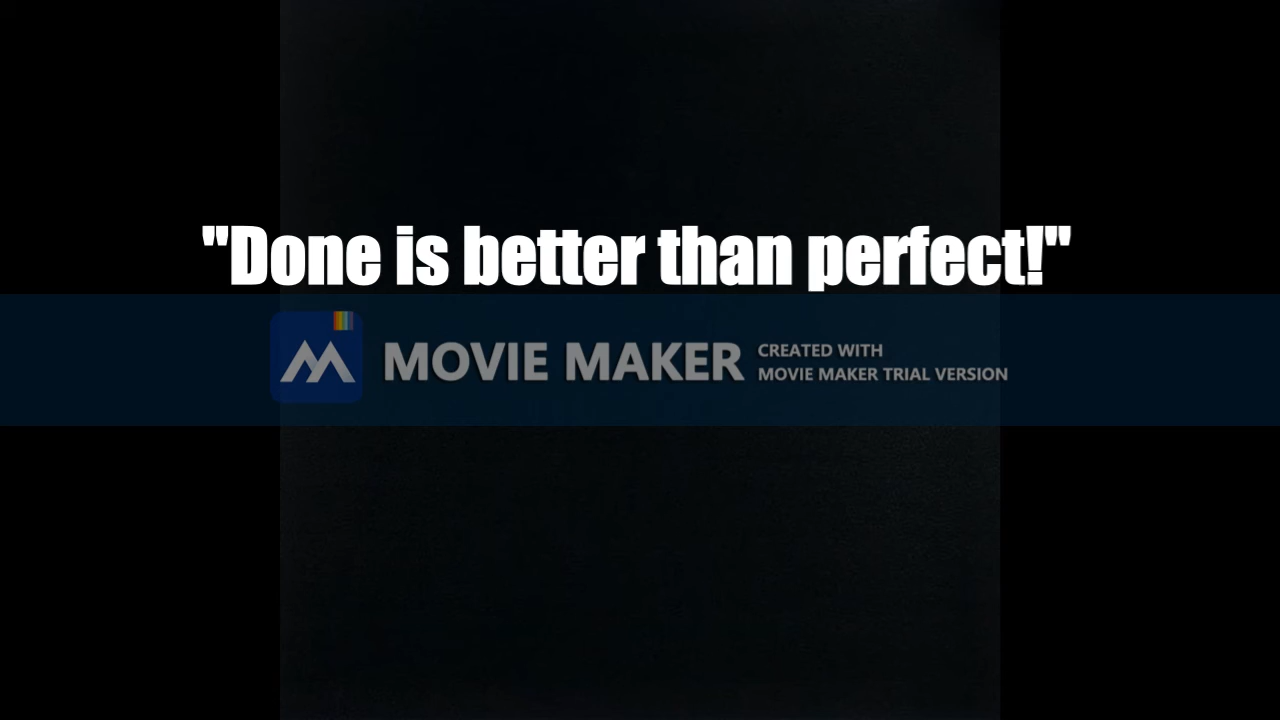 "Done is better than perfect!"
MOVIE MAKER
CREATED WITH
MOVIE MAKER TRIAL VERSION